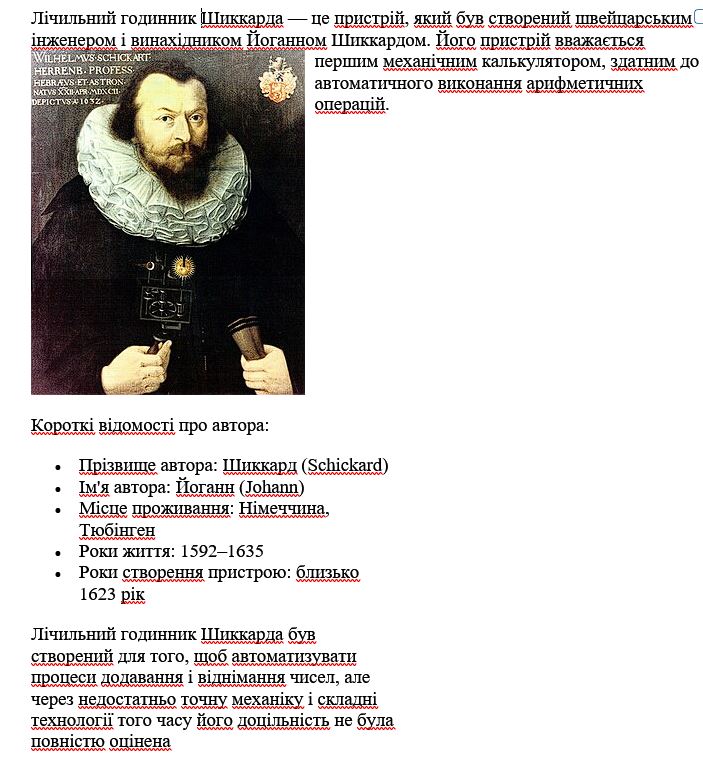 Лічильний годинник Шиккарда — це пристрій, який був створений швейцарським
інженером і винахідником Йоганном Шиккардом. Його пристрій вважається
першим механічним калькулятором, здатним до
автоматичного виконання арифметичних
операцій.
WILHELMVS·SCHICKART·
HERRENB· PROFESS·
HEBRÆVS·ET·ASTRON·
NATVS XXII·APR·MDXCII·
DEPICTVS A° 1632·
Короткі відомості про автора:
• Прізвище автора: Шиккард (Schickard)
• Ім'я автора: Йоганн (Johann)
• Місце проживання: Німеччина,
Тюбінген
• Роки життя: 1592–1635
• Роки створення пристрою: близько
1623 рік
Лічильний годинник Шиккарда був
створений для того, щоб автоматизувати
процеси додавання і віднімання чисел, але
через недостатньо точну механіку і складні
технології того часу його доцільність не була
повністю оцінена